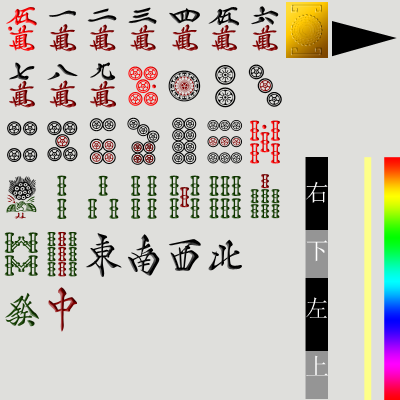 伍萬 一萬 二萬 三萬 四萬 伍萬 六萬
七萬 八萬 九萬
東 南 西 北
發 中
右
下
左
上